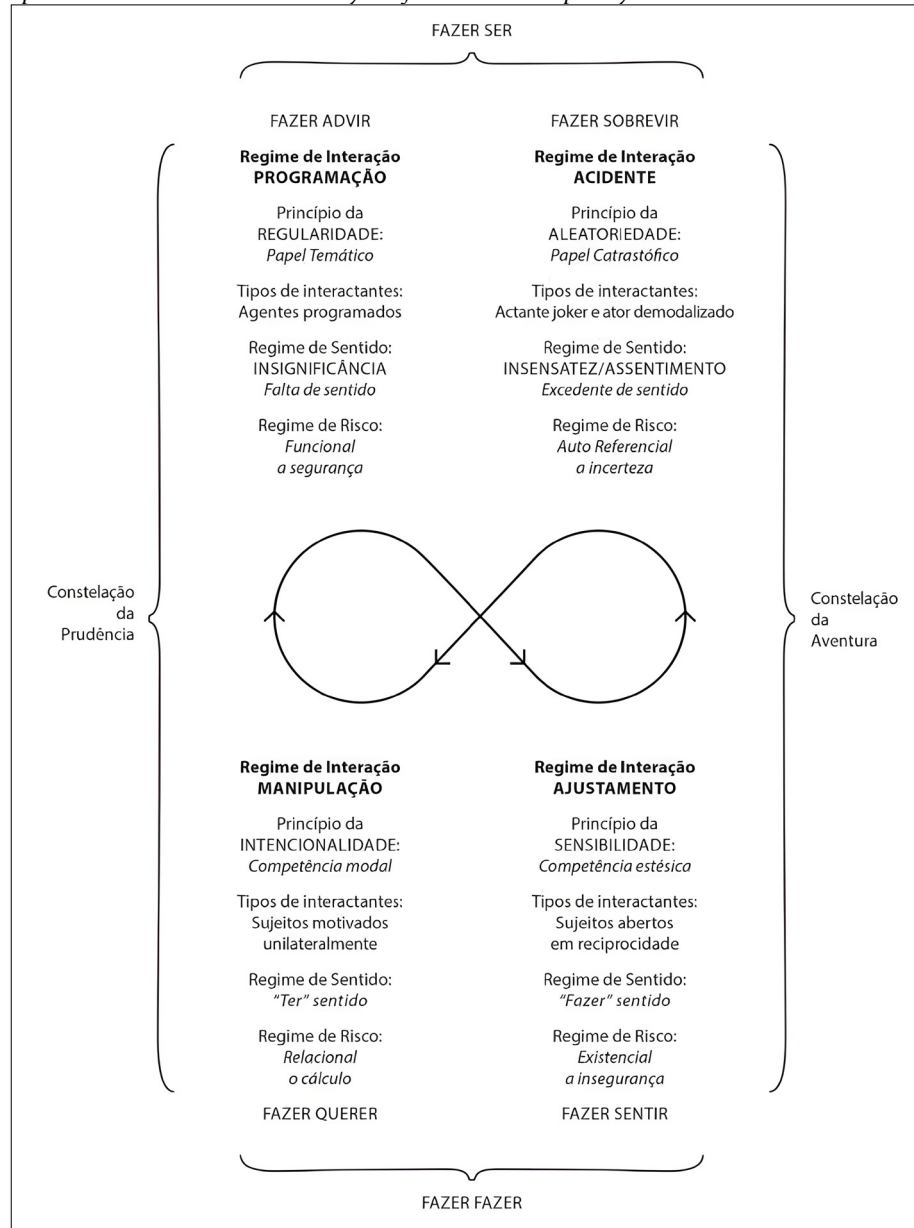 FAZER SER
FAZER ADVIR
Regime de Interação
PROGRAMAÇÃO
Princípio da
REGULARIDADE:
Papel Temático
Tipos de interactantes:
Agentes programados
Regime de Sentido:
INSIGNIFICÂNCIA
Falta de sentido
Regime de Risco:
Funcional
a segurança
FAZER SOBREVIR
Regime de Interação
ACIDENTE
Princípio da
ALEATORIEDADE:
Papel Catrastófico
Tipos de interactantes:
Actante joker e ator demodalizado
Regime de Sentido:
INSENSATEZ/ASSENTIMENTO
Excedente de sentido
Regime de Risco:
Auto Referencial
a incerteza
Constelação
da
Prudência
Constelação
da
Aventura
Regime de Interação
MANIPULAÇÃO
Princípio da
INTENCIONALIDADE:
Competência modal
Tipos de interactantes:
Sujeitos motivados
unilateralmente
Regime de Sentido:
“Ter” sentido
Regime de Risco:
Relacional
o cálculo
FAZER QUERER
Regime de Interação
AJUSTAMENTO
Princípio da
SENSIBILIDADE:
Competência estésica
Tipos de interactantes:
Sujeitos abertos
em reciprocidade
Regime de Sentido:
“Fazer” sentido
Regime de Risco:
Existencial
a insegurança
FAZER SENTIR
FAZER FAZER